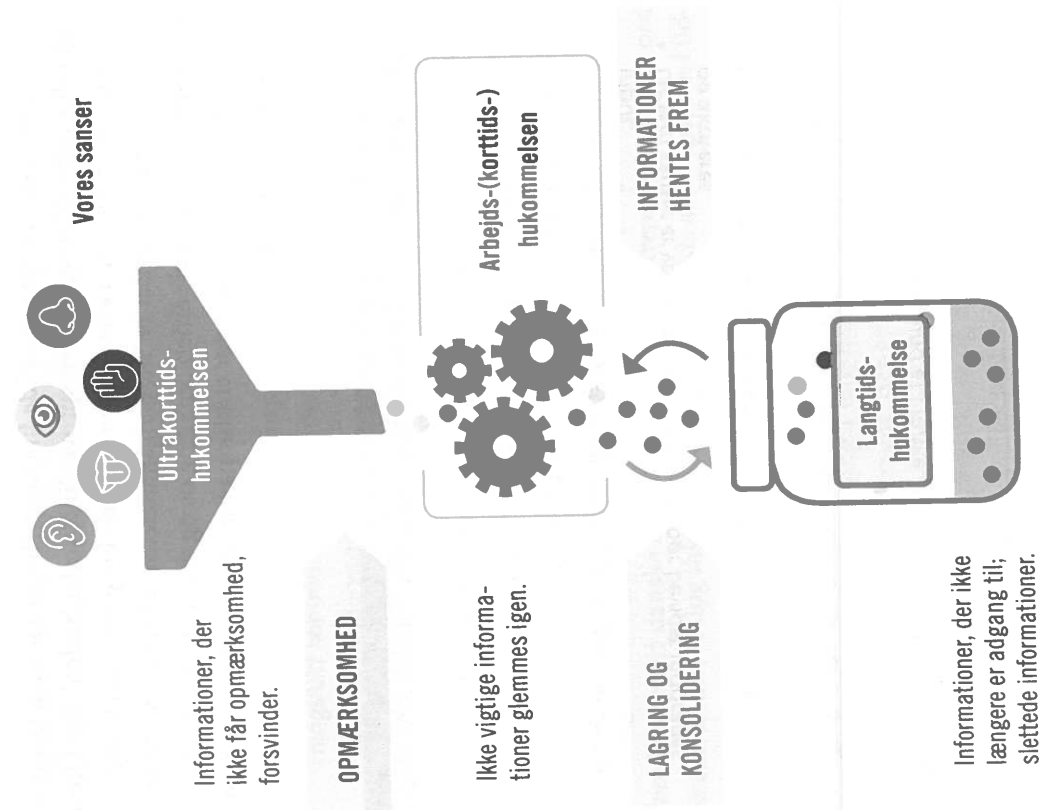 Vores sanser
Ultrakorttids-
hukommelsen
Informationer, der
ikke får opmærksomhed,
forsvinder.
OPMÆRKSOMHED
Arbejds-(korttids-)
hukommelsen
Ikke vigtige informa-
tioner glemmes igen.
INFORMATIONER
HENTES FREM
LAGRING OG
KONSOLIDERING
Langtids-
hukommelse
Informationer, der ikke
længere er adgang til;
slettede informationer.